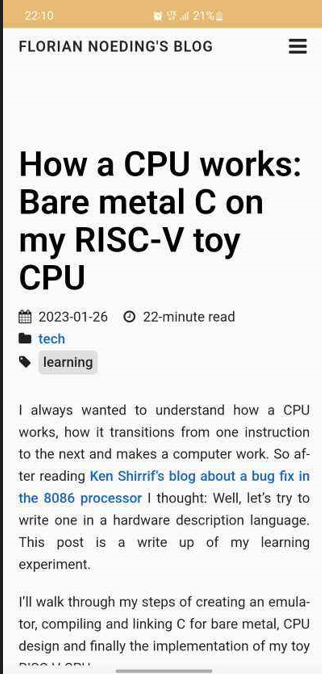 22:10 21%
FLORIAN NOEDING'S BLOG
How a CPU works:
Bare metal C on
my RISC-V toy
CPU
2023-01-26 22-minute read
tech
learning
I always wanted to understand how a CPU
works, how it transitions from one instruction
to the next and makes a computer work. So af-
ter reading Ken Shirrif's blog about a bug fix in
the 8086 processor I thought: Well, let's try to
write one in a hardware description language.
This post is a write up of my learning
experiment.
I'll walk through my steps of creating an emula-
tor, compiling and linking C for bare metal, CPU
design and finally the implementation of my toy